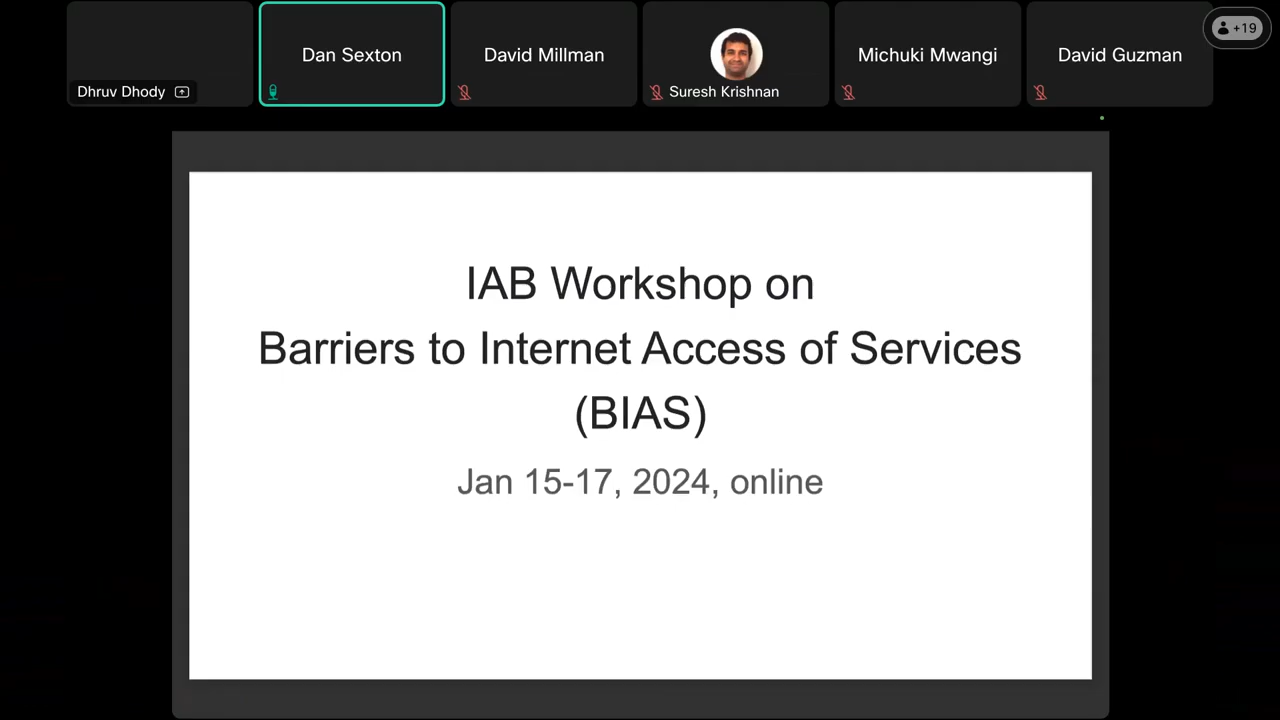 Dhruv Dhody
Dan Sexton
David Millman
Suresh Krishnan
Michuki Mwangi
David Guzman
+19
IAB Workshop on
Barriers to Internet Access of Services
(BIAS)
Jan 15-17, 2024, online